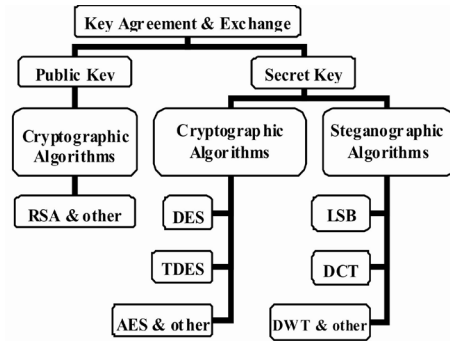 Key Agreement & Exchange
Public Key
Secret Key
Cryptographic
Algorithms
Cryptographic
Algorithms
Steganographic
Algorithms
RSA & other
DES
LSB
TDES
DCT
AES & other
DWT & other